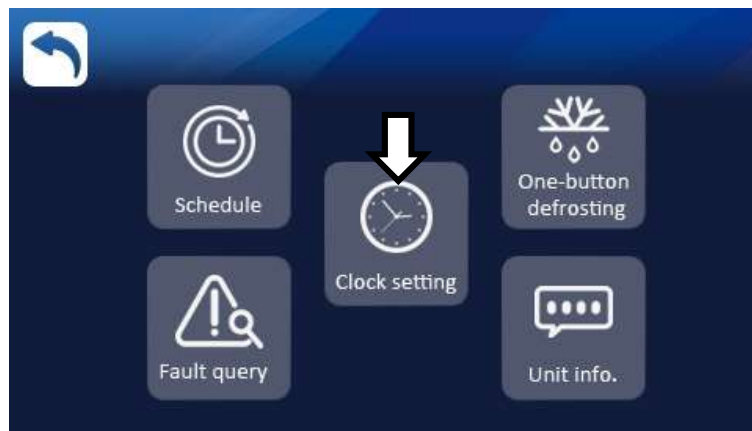 Schedule
One-button
defrosting
Clock setting
Fault query
Unit info.